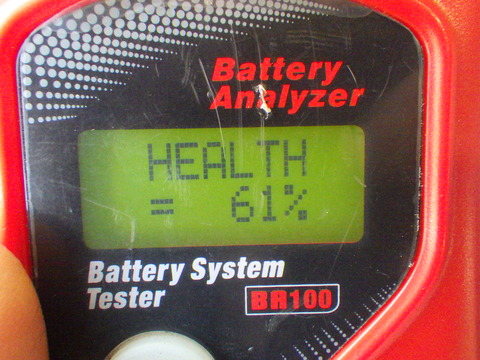 Battery
Analyzer
HEALTH
= 61%
Battery System
Tester
BR100